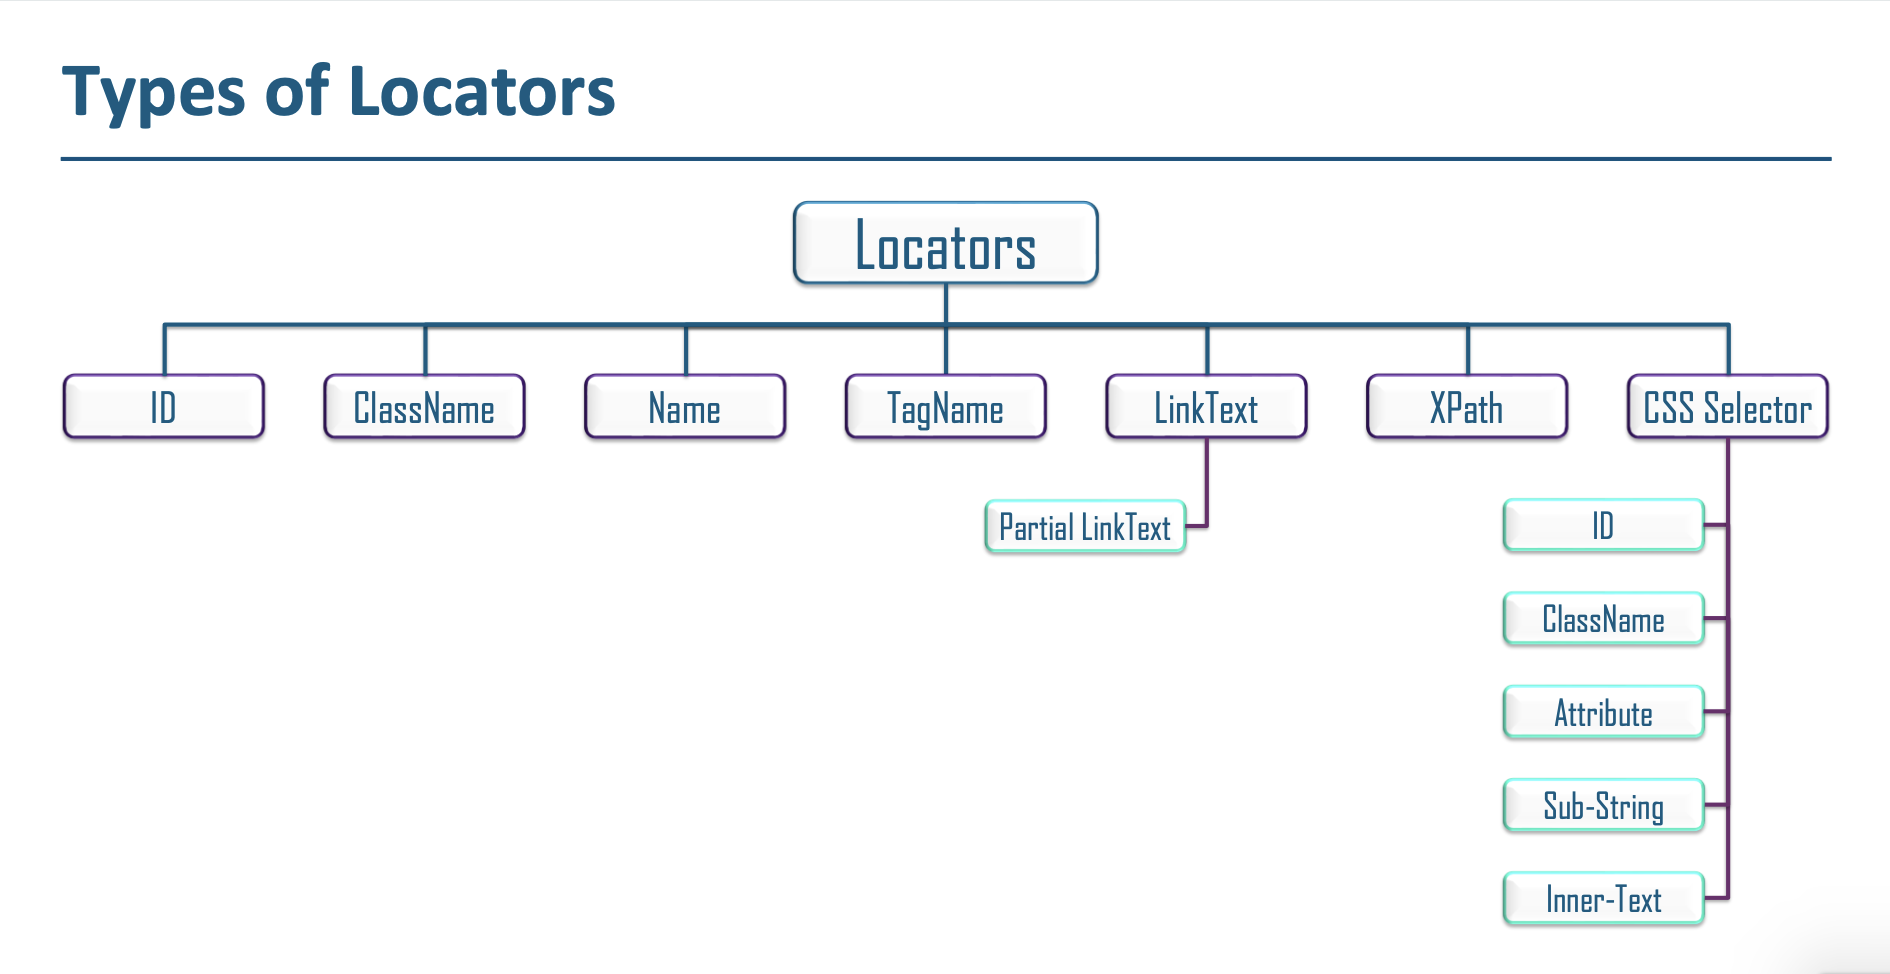 Types of Locators
Locators
ID
ClassName
Name
TagName
LinkText
XPath
CSS Selector
Partial LinkText
ID
ClassName
Attribute
Sub-String
Inner-Text